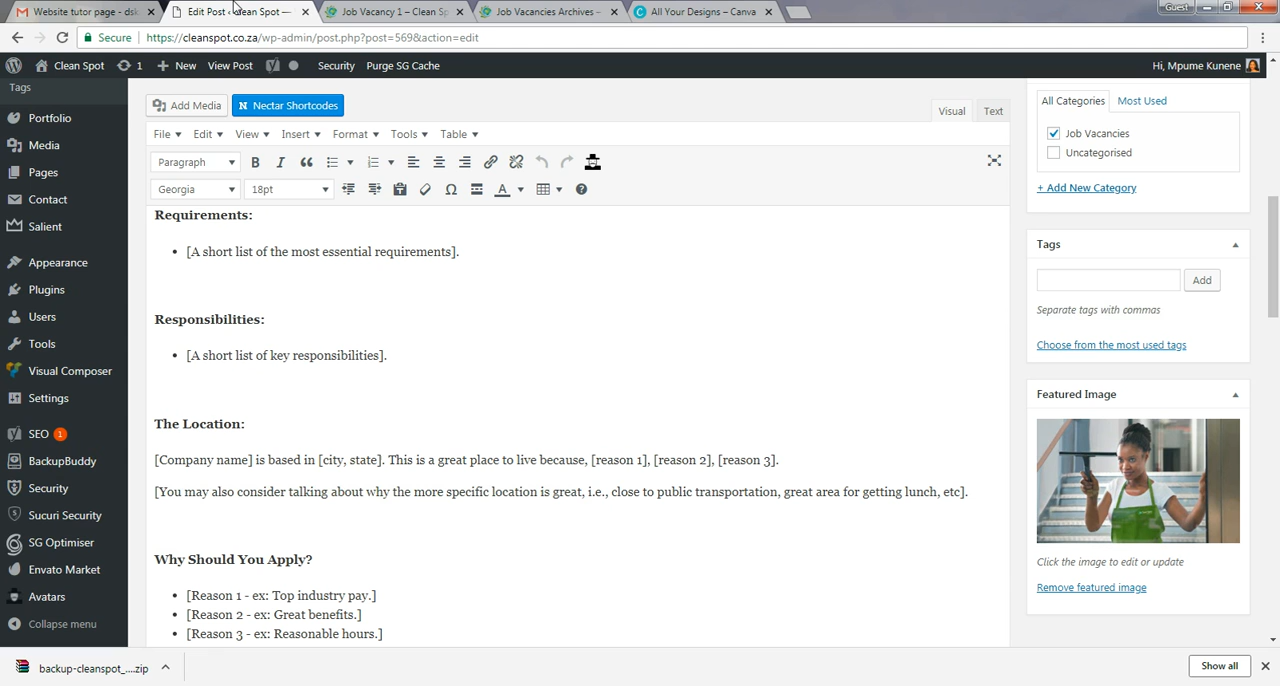 Website tutor page - dsk
Edit Post ‹ Clean Spot —
Job Vacancy 1 – Clean Sp
Job Vacancies Archives -
All Your Designs – Canva
Guest
Secure
https://cleanspot.co.za/wp-admin/post.php?post=569&action=edit
Clean Spot
1
New
View Post
Security
Purge SG Cache
Hi, Mpume Kunene
Tags
Portfolio
Media
Pages
Contact
Salient
Appearance
Plugins
Users
Tools
Visual Composer
Settings
SEO 1
BackupBuddy
Security
Sucuri Security
SG Optimiser
Envato Market
Avatars
Collapse menu
Add Media
N Nectar Shortcodes
Visual
Text
File
Edit
View
Insert
Format
Tools
Table
Paragraph
Georgia
18pt
Requirements:
• [A short list of the most essential requirements].
Responsibilities:
• [A short list of key responsibilities].
The Location:
[Company name] is based in [city, state]. This is a great place to live because, [reason 1], [reason 2], [reason 3].
[You may also consider talking about why the more specific location is great, i.e., close to public transportation, great area for getting lunch, etc].
Why Should You Apply?
• [Reason 1 - ex: Top industry pay.]
• [Reason 2 - ex: Great benefits.]
• [Reason 3 - ex: Reasonable hours.]
All Categories
Most Used
Job Vacancies
Uncategorised
+ Add New Category
Tags
Add
Separate tags with commas
Choose from the most used tags
Featured Image
Click the image to edit or update
Remove featured image
backup-cleanspot_....zip
Show all